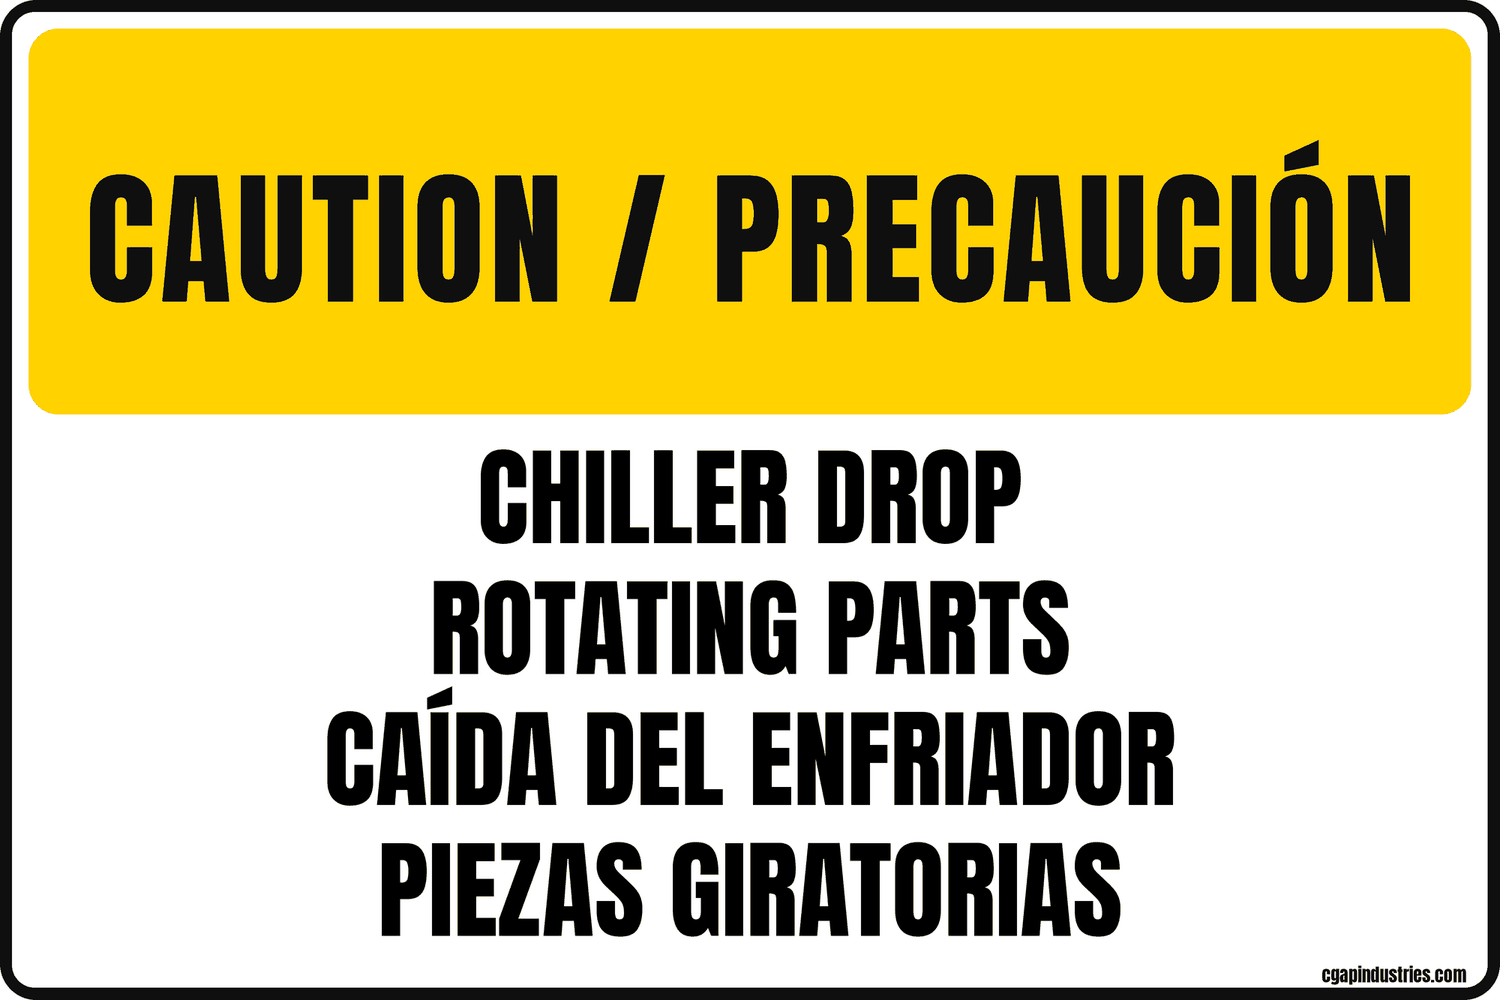 CAUTION / PRECAUCIÓN
CHILLER DROP
ROTATING PARTS
CAÍDA DEL ENFRIADOR
PIEZAS GIRATORIAS
cgapindustries.com